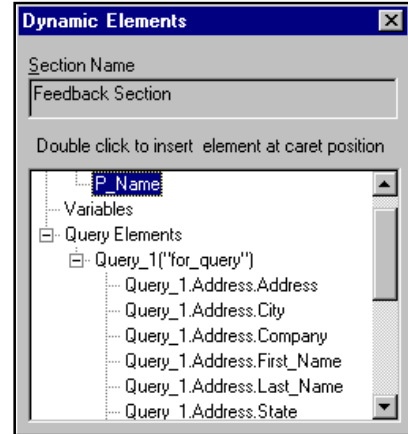 Dynamic Elements
Section Name
Feedback Section
Double click to insert element at caret position
P_Name
Variables
Query Elements
Query_1("for_query")
Query_1.Address.Address
Query_1.Address.City
Query_1.Address.Company
Query_1.Address.First_Name
Query_1.Address.Last_Name
Query_1.Address.State